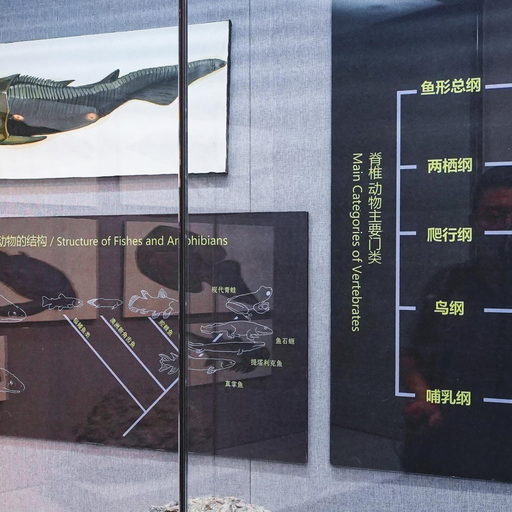 动物的结构 / Structure of Fishes and Amphibians
现代青蛙
鱼石螈
提塔利克鱼
真掌鱼
脊椎动物主要门类
Main Categories of Vertebrates
鱼形总纲
两栖纲
爬行纲
鸟纲
哺乳纲